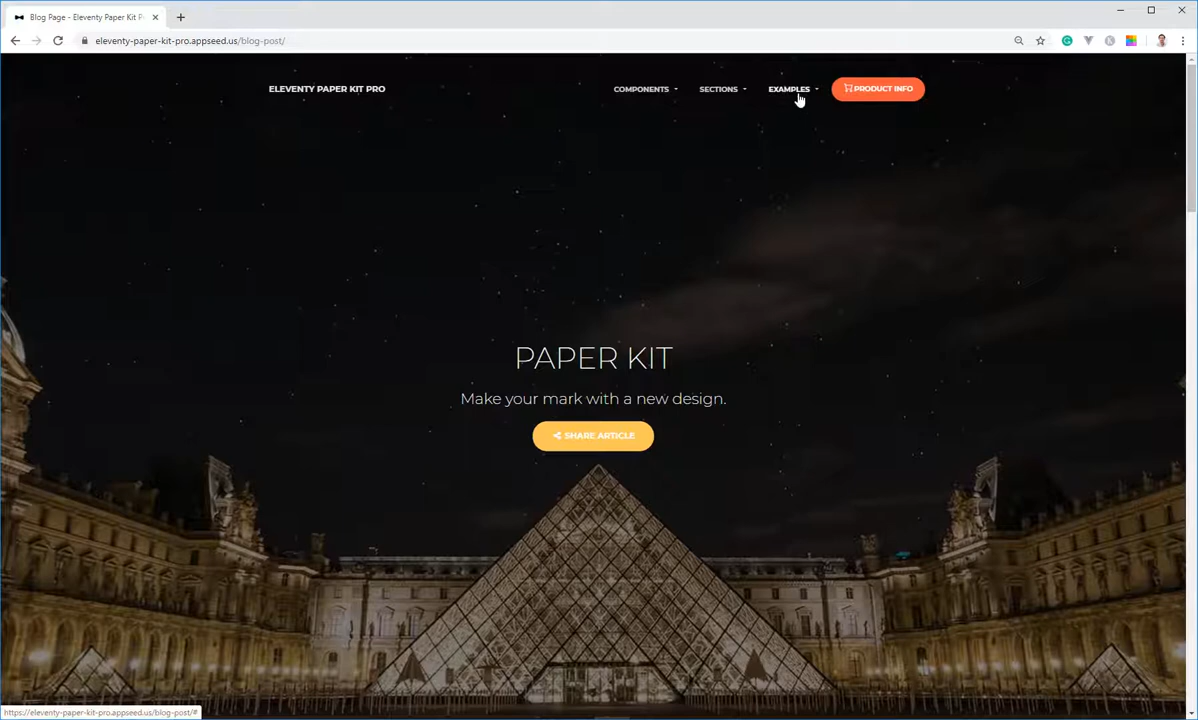 Blog Page - Eleventy Paper Kit P
eleventy-paper-kit-pro.appseed.us/blog-post/
ELEVENTY PAPER KIT PRO
COMPONENTS
SECTIONS
EXAMPLES
PRODUCT INFO
PAPER KIT
Make your mark with a new design.
SHARE ARTICLE
https://eleventy-paper-kit-pro.appseed.us/blog-post/#